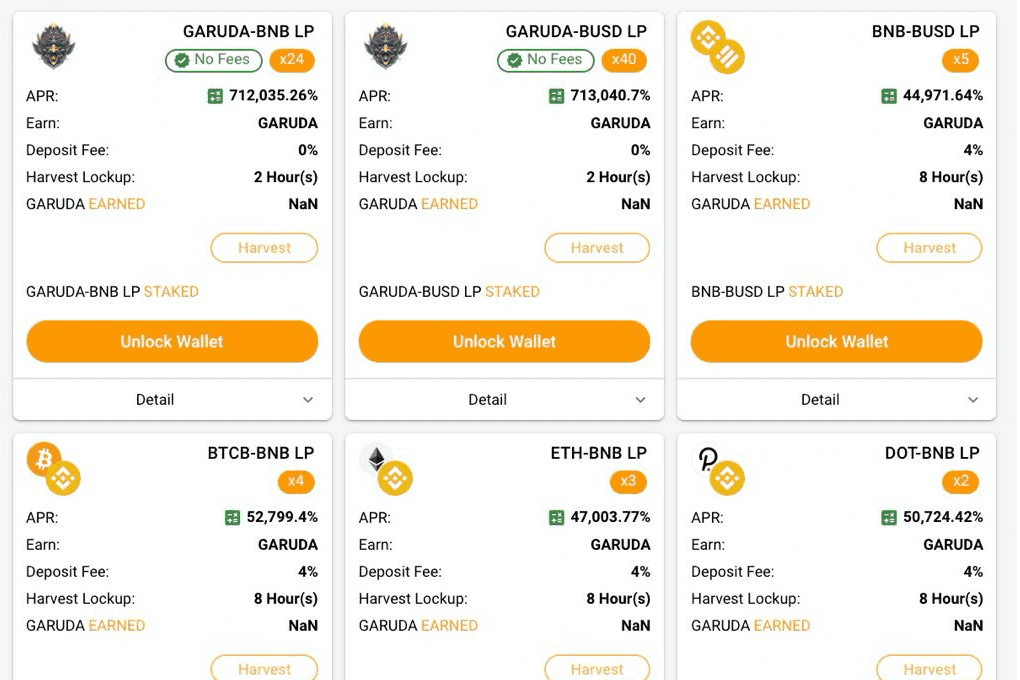 GARUDA-BNB LP
No Fees x24
APR: 712,035.26%
Earn: GARUDA
Deposit Fee: 0%
Harvest Lockup: 2 Hour(s)
GARUDA EARNED NaN
Harvest
GARUDA-BNB LP STAKED
Unlock Wallet
Detail
GARUDA-BUSD LP
No Fees x40
APR: 713,040.7%
Earn: GARUDA
Deposit Fee: 0%
Harvest Lockup: 2 Hour(s)
GARUDA EARNED NaN
Harvest
GARUDA-BUSD LP STAKED
Unlock Wallet
Detail
BNB-BUSD LP
x5
APR: 44,971.64%
Earn: GARUDA
Deposit Fee: 4%
Harvest Lockup: 8 Hour(s)
GARUDA EARNED NaN
Harvest
BNB-BUSD LP STAKED
Unlock Wallet
Detail
BTCB-BNB LP
x4
APR: 52,799.4%
Earn: GARUDA
Deposit Fee: 4%
Harvest Lockup: 8 Hour(s)
GARUDA EARNED NaN
Harvest
ETH-BNB LP
x3
APR: 47,003.77%
Earn: GARUDA
Deposit Fee: 4%
Harvest Lockup: 8 Hour(s)
GARUDA EARNED NaN
Harvest
DOT-BNB LP
x2
APR: 50,724.42%
Earn: GARUDA
Deposit Fee: 4%
Harvest Lockup: 8 Hour(s)
GARUDA EARNED NaN
Harvest